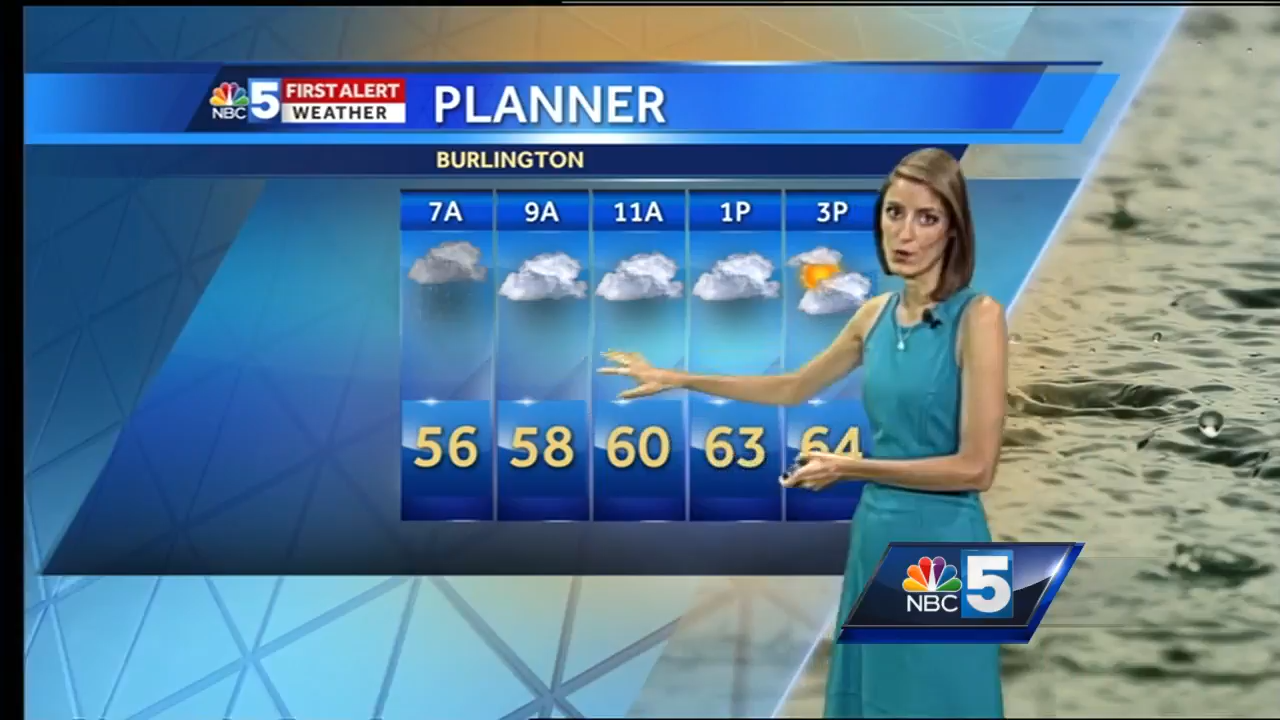 NBC 5 FIRST ALERT WEATHER PLANNER
BURLINGTON
7A 9A 11A 1P 3P
56 58 60 63 64
NBC 5